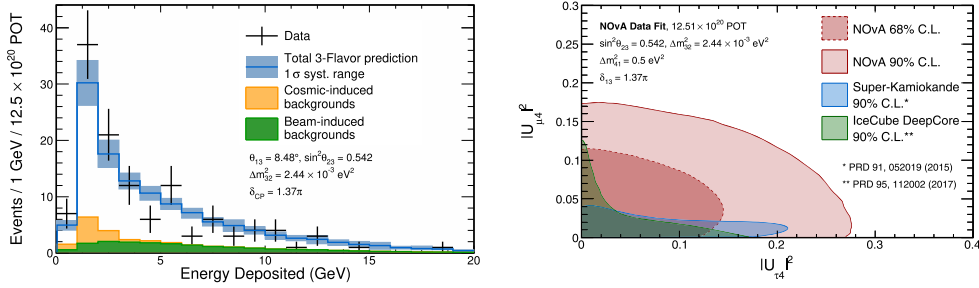 Events / 1 GeV / 12.5 × 10²⁰ POT
40
30
20
10
0
0
5
10
15
20
Energy Deposited (GeV)
Data
Total 3-Flavor prediction
1 σ syst. range
Cosmic-induced
backgrounds
Beam-induced
backgrounds
θ₁₃ = 8.48°, sin²θ₂₃ = 0.542
Δm²₃₂ = 2.44 × 10⁻³ eV²
δ_CP = 1.37π
|U_μ4|²
0.3
0.25
0.2
0.15
0.1
0.05
0
0
0.1
0.2
0.3
0.4
|U_τ4|²
NOvA Data Fit, 12.51 × 10²⁰ POT
sin²θ₂₃ = 0.542, Δm²₃₂ = 2.44 × 10⁻³ eV²
Δm²₄₁ = 0.5 eV²
δ₁₃ = 1.37π
NOvA 68% C.L.
NOvA 90% C.L.
Super-Kamiokande
90% C.L.*
IceCube DeepCore
90% C.L.**
* PRD 91, 052019 (2015)
** PRD 95, 112002 (2017)